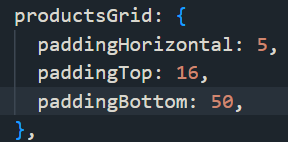 productsGrid: {
  paddingHorizontal: 5,
  paddingTop: 16,
  paddingBottom: 50,
},